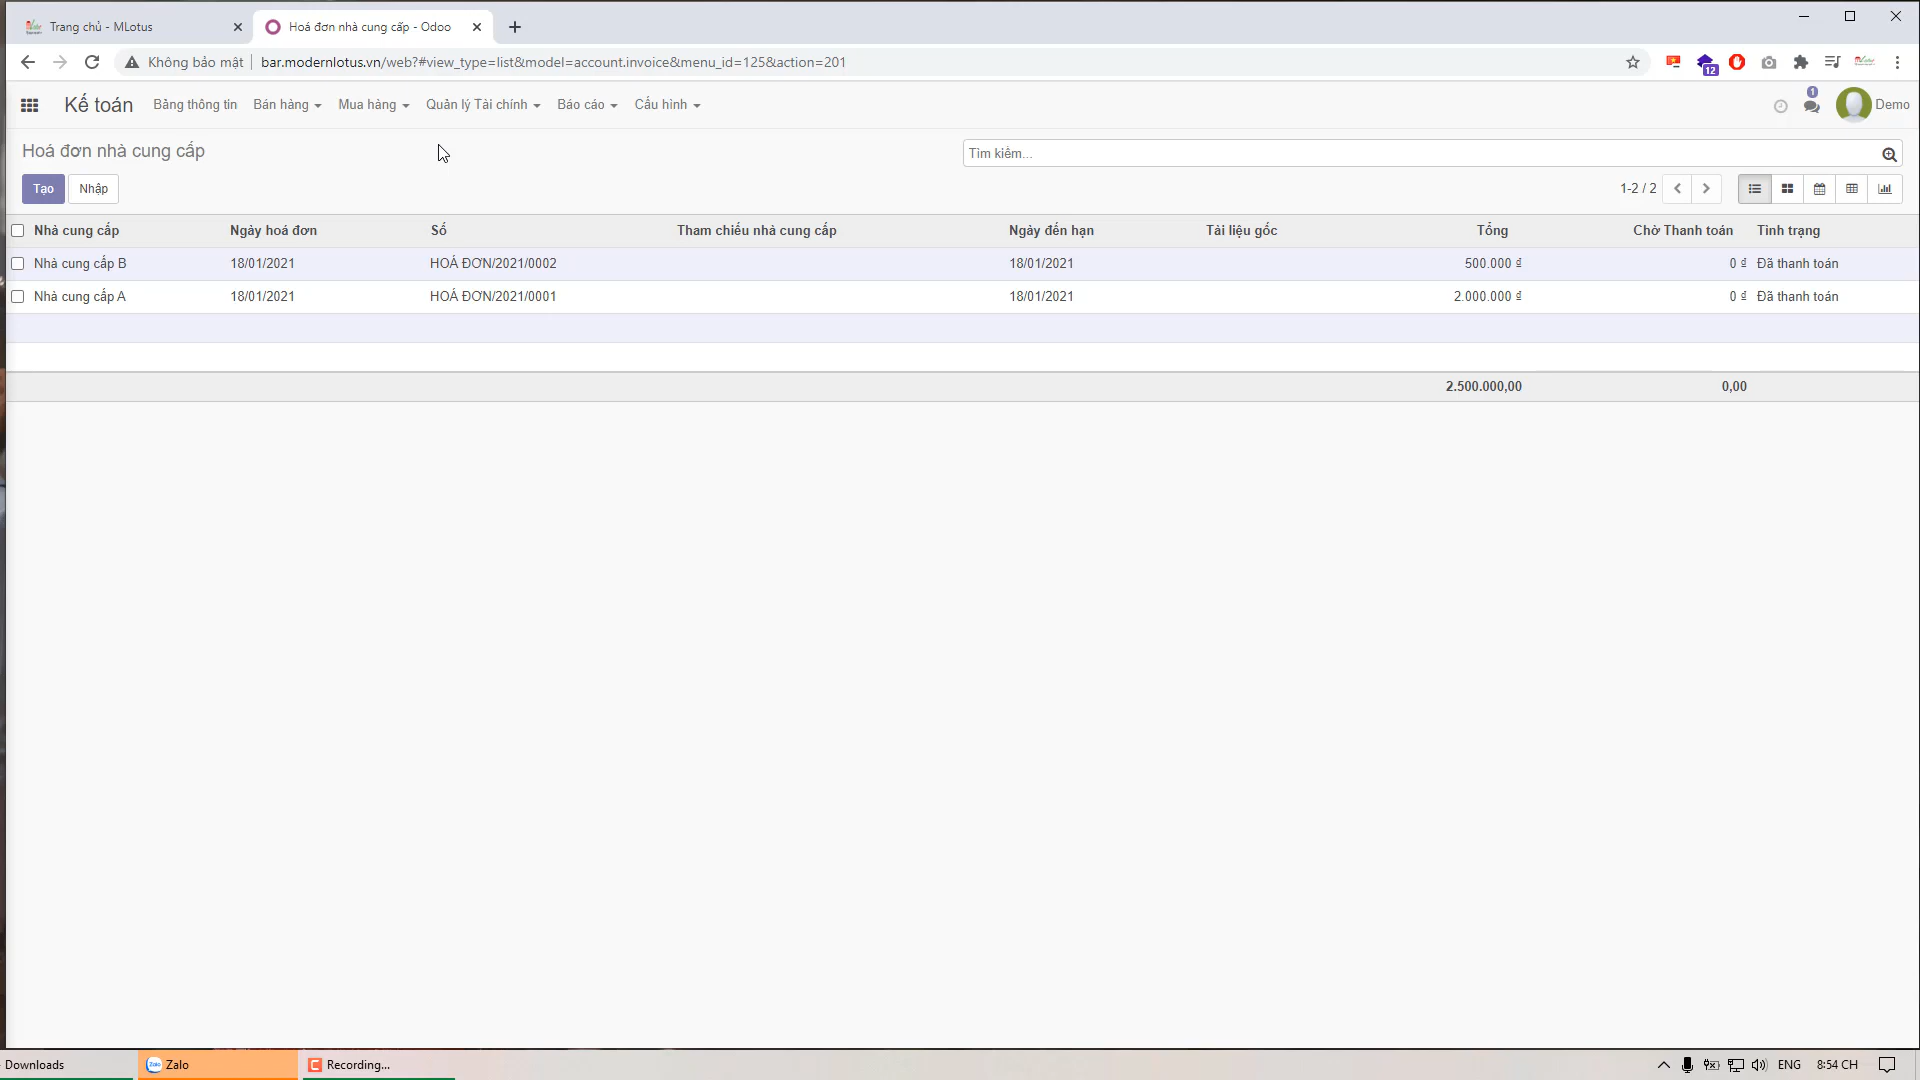 Trang chủ - MLotus
Hoá đơn nhà cung cấp - Odoo
Không bảo mật
bar.modernlotus.vn/web?#view_type=list&model=account.invoice&menu_id=125&action=201
12
Kế toán
Bảng thông tin
Bán hàng
Mua hàng
Quản lý Tài chính
Báo cáo
Cấu hình
1
Demo
Hoá đơn nhà cung cấp
Tìm kiếm...
Tạo
Nhập
1-2 / 2
Nhà cung cấp Ngày hoá đơn Số Tham chiếu nhà cung cấp Ngày đến hạn Tài liệu gốc Tổng Chờ Thanh toán Tình trạng
Nhà cung cấp B 18/01/2021 HOÁ ĐƠN/2021/0002 18/01/2021 500.000 ₫ 0 ₫ Đã thanh toán
Nhà cung cấp A 18/01/2021 HOÁ ĐƠN/2021/0001 18/01/2021 2.000.000 ₫ 0 ₫ Đã thanh toán
2.500.000,00 0,00
Downloads
Zalo
Recording...
ENG
8:54 CH